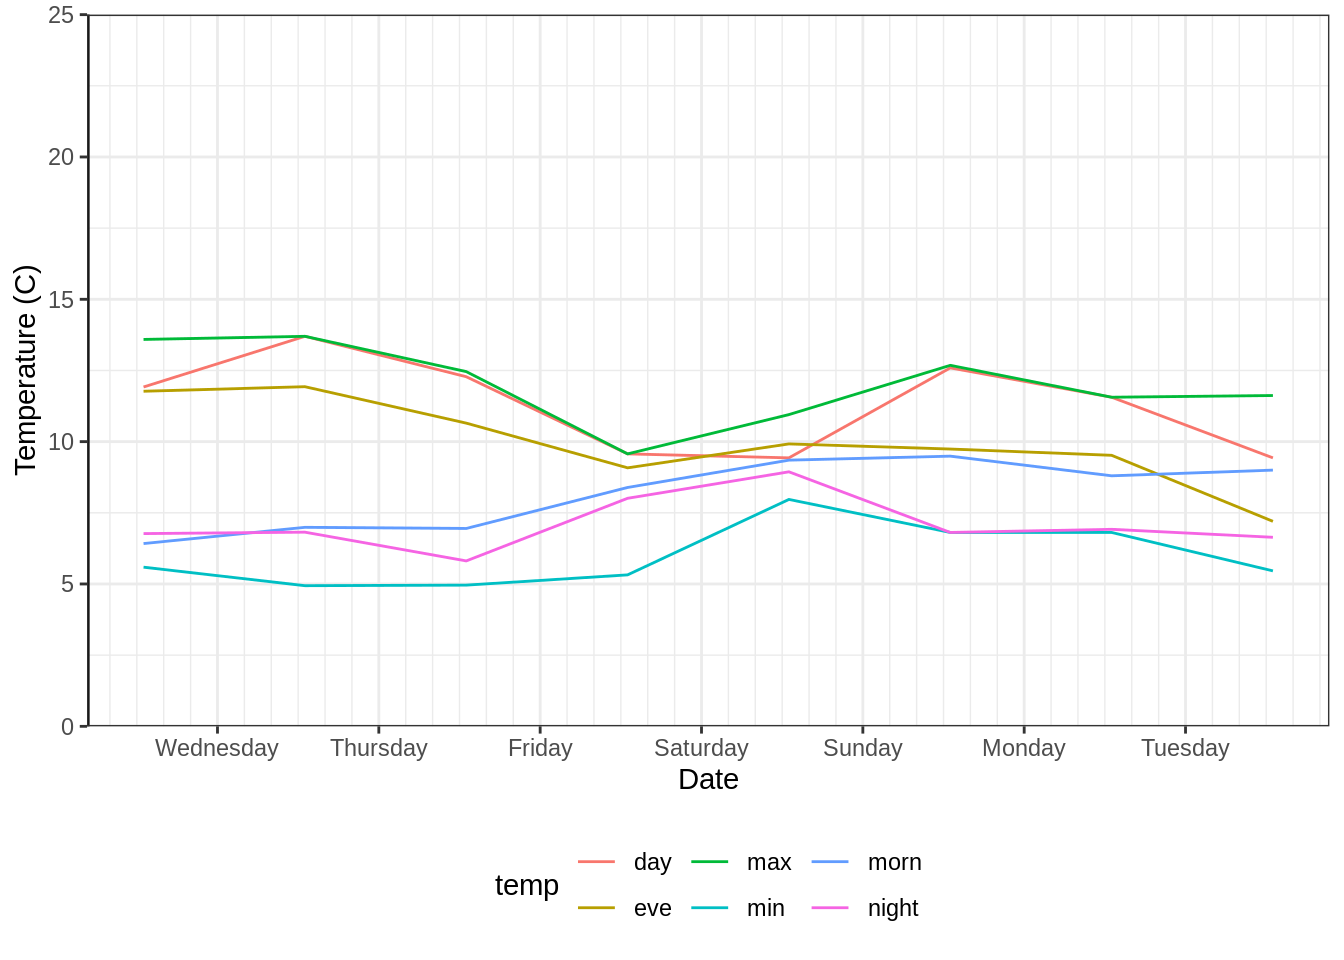 25
20
15
10
5
0
Temperature (C)
Wednesday Thursday Friday Saturday Sunday Monday Tuesday
Date
temp
day max morn
eve min night